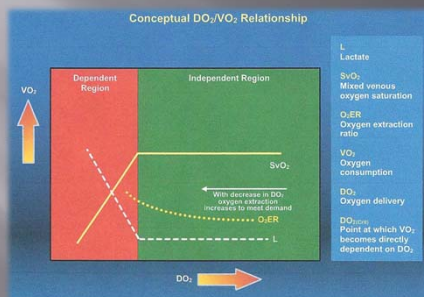 Conceptual DO₂/VO₂ Relationship
Dependent
Region
Independent Region
VO₂
SvO₂
With decrease in DO₂
oxygen extraction
increases to meet demand
O₂ER
L
DO₂
L
Lactate
SvO₂
Mixed venous
oxygen saturation
O₂ER
Oxygen extraction
ratio
VO₂
Oxygen
consumption
DO₂
Oxygen delivery
DO₂(Crit)
Point at which VO₂
becomes directly
dependent on DO₂